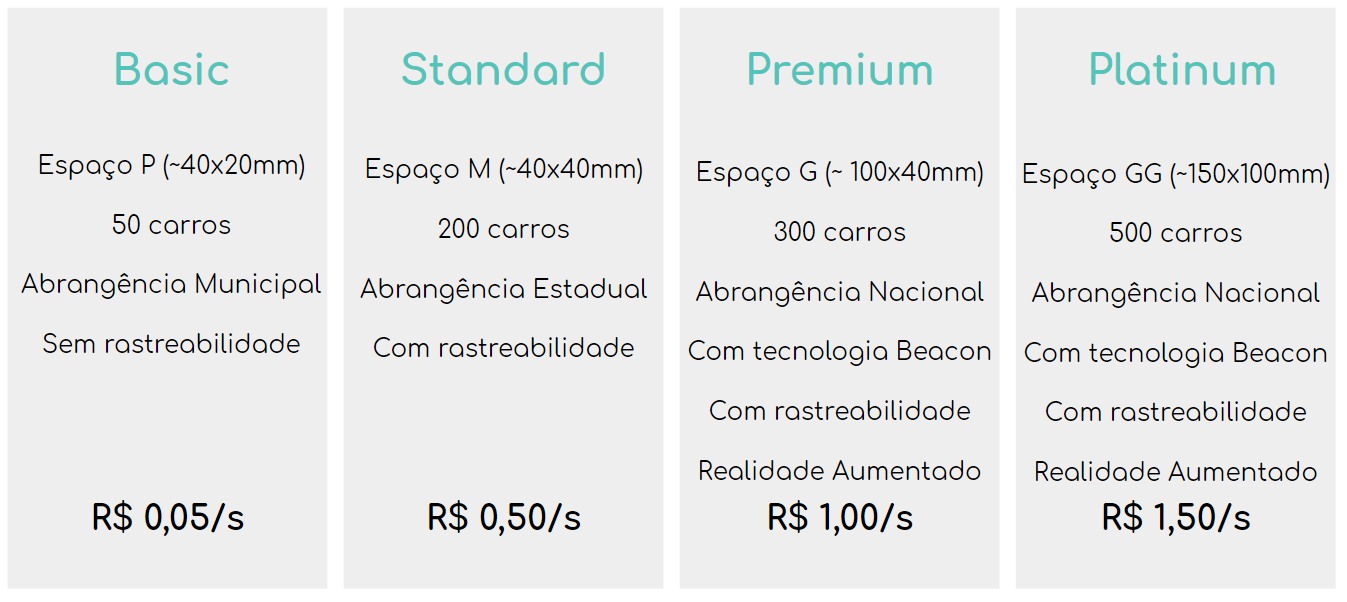 Basic
Espaço P (~40x20mm)
50 carros
Abrangência Municipal
Sem rastreabilidade
R$ 0,05/s
Standard
Espaço M (~40x40mm)
200 carros
Abrangência Estadual
Com rastreabilidade
R$ 0,50/s
Premium
Espaço G (~ 100x40mm)
300 carros
Abrangência Nacional
Com tecnologia Beacon
Com rastreabilidade
Realidade Aumentado
R$ 1,00/s
Platinum
Espaço GG (~150x100mm)
500 carros
Abrangência Nacional
Com tecnologia Beacon
Com rastreabilidade
Realidade Aumentado
R$ 1,50/s